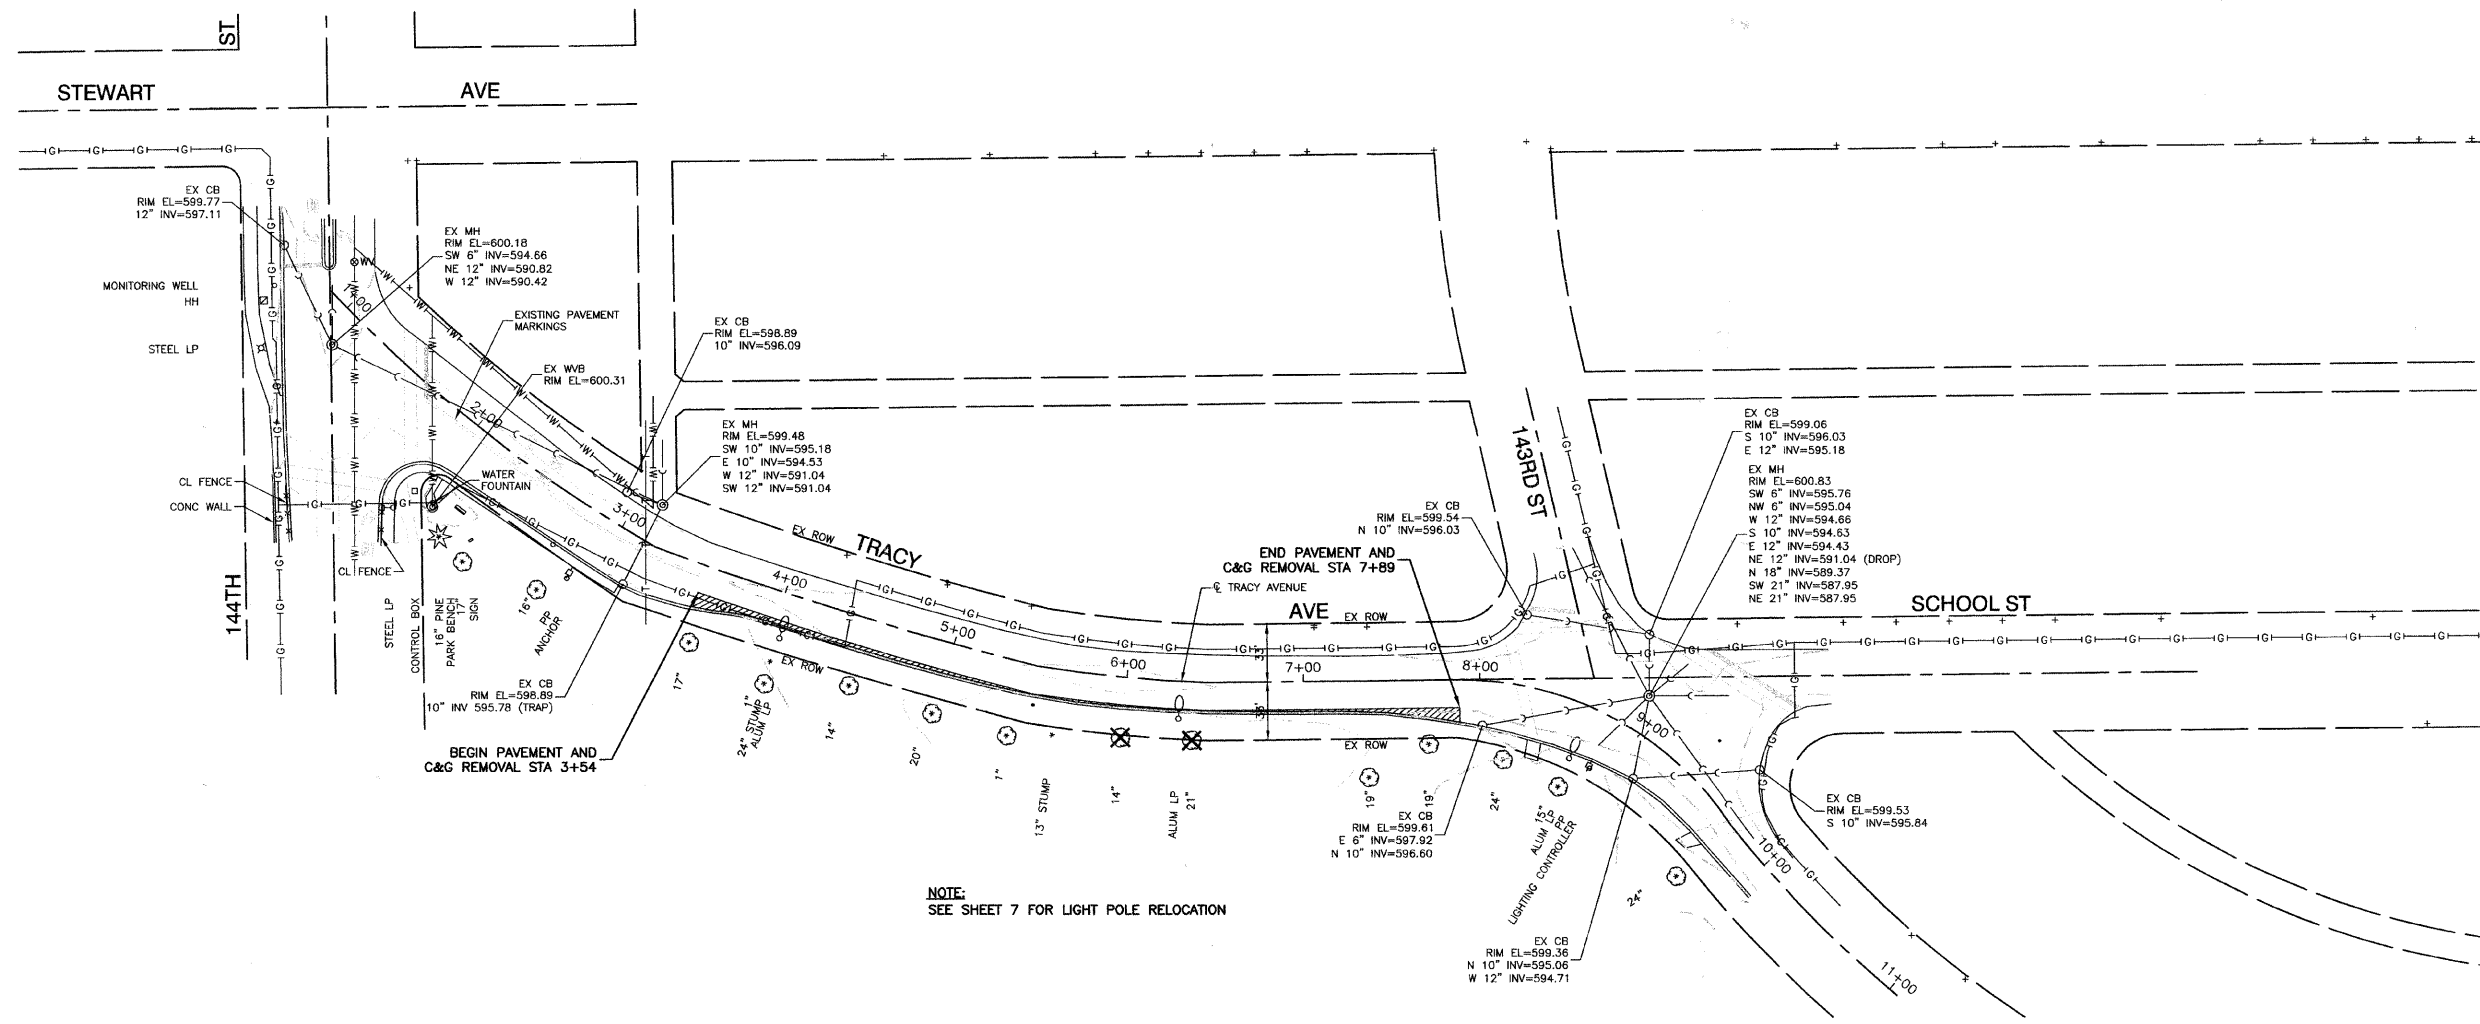 ST
STEWART
AVE
EX CB
RIM EL=599.77
12" INV=597.11
EX MH
RIM EL=600.18
SW 6" INV=594.66
NE 12" INV=590.82
W 12" INV=590.42
MONITORING WELL
HH
STEEL LP
WV
1+00
EXISTING PAVEMENT
MARKINGS
EX WVB
RIM EL=600.31
EX CB
RIM EL=598.89
10" INV=596.09
EX MH
RIM EL=599.48
SW 10" INV=595.18
E 10" INV=594.53
W 12" INV=591.04
SW 12" INV=591.04
2+00
WATER
FOUNTAIN
CL FENCE
CONC WALL
CL FENCE
144TH
STEEL LP
CONTROL BOX
16" PINE
PARK BENCH
17"
SIGN
16"
PP
ANCHOR
3+00
EX ROW
TRACY
4+00
EX CB
RIM EL=598.89
10" INV 595.78 (TRAP)
BEGIN PAVEMENT AND
C&G REMOVAL STA 3+54
17"
EX ROW
1"
24" STUMP
ALUM LP
14"
20"
1"
13" STUMP
14"
ALUM LP
21"
5+00
6+00
7+00
8+00
35'
35'
℄ TRACY AVENUE
AVE
EX ROW
EX ROW
END PAVEMENT AND
C&G REMOVAL STA 7+89
EX CB
RIM EL=599.54
N 10" INV=596.03
143RD ST
EX CB
RIM EL=599.06
S 10" INV=596.03
E 12" INV=595.18
EX MH
RIM EL=600.83
SW 6" INV=595.76
NW 6" INV=595.04
W 12" INV=594.66
S 10" INV=594.63
E 12" INV=594.43
NE 12" INV=591.04 (DROP)
N 18" INV=589.37
SW 21" INV=587.95
NE 21" INV=587.95
SCHOOL ST
9+00
19"
19"
24"
EX CB
RIM EL=599.61
E 6" INV=597.92
N 10" INV=596.60
15"
ALUM LP
PP
LIGHTING CONTROLLER
24"
10+00
EX CB
RIM EL=599.53
S 10" INV=595.84
EX CB
RIM EL=599.36
N 10" INV=595.06
W 12" INV=594.71
11+00
NOTE:
SEE SHEET 7 FOR LIGHT POLE RELOCATION